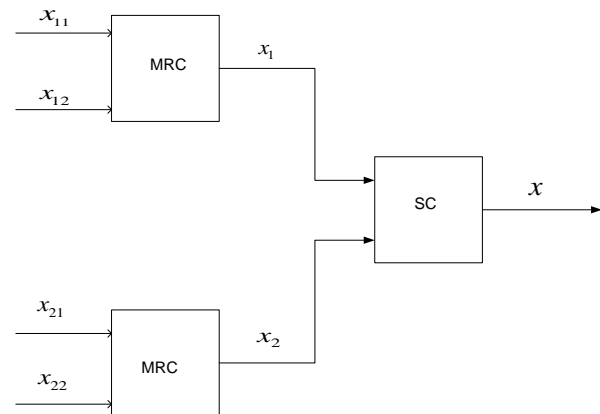 x₁₁
MRC
x₁
x₁₂
SC
x
x₂₁
MRC
x₂
x₂₂